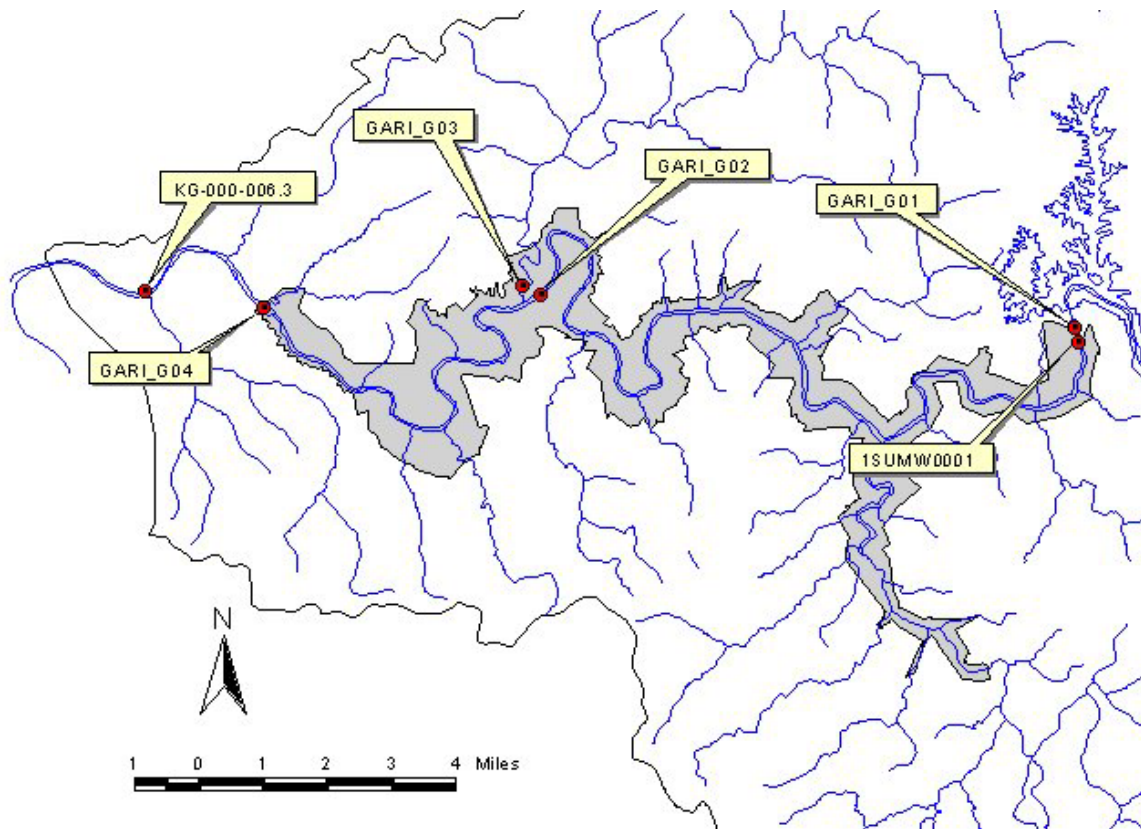 GARI_G03
GARI_G02
KG-000-006.3
GARI_G01
GARI_G04
1SUMW0001
N
1 0 1 2 3 4 Miles